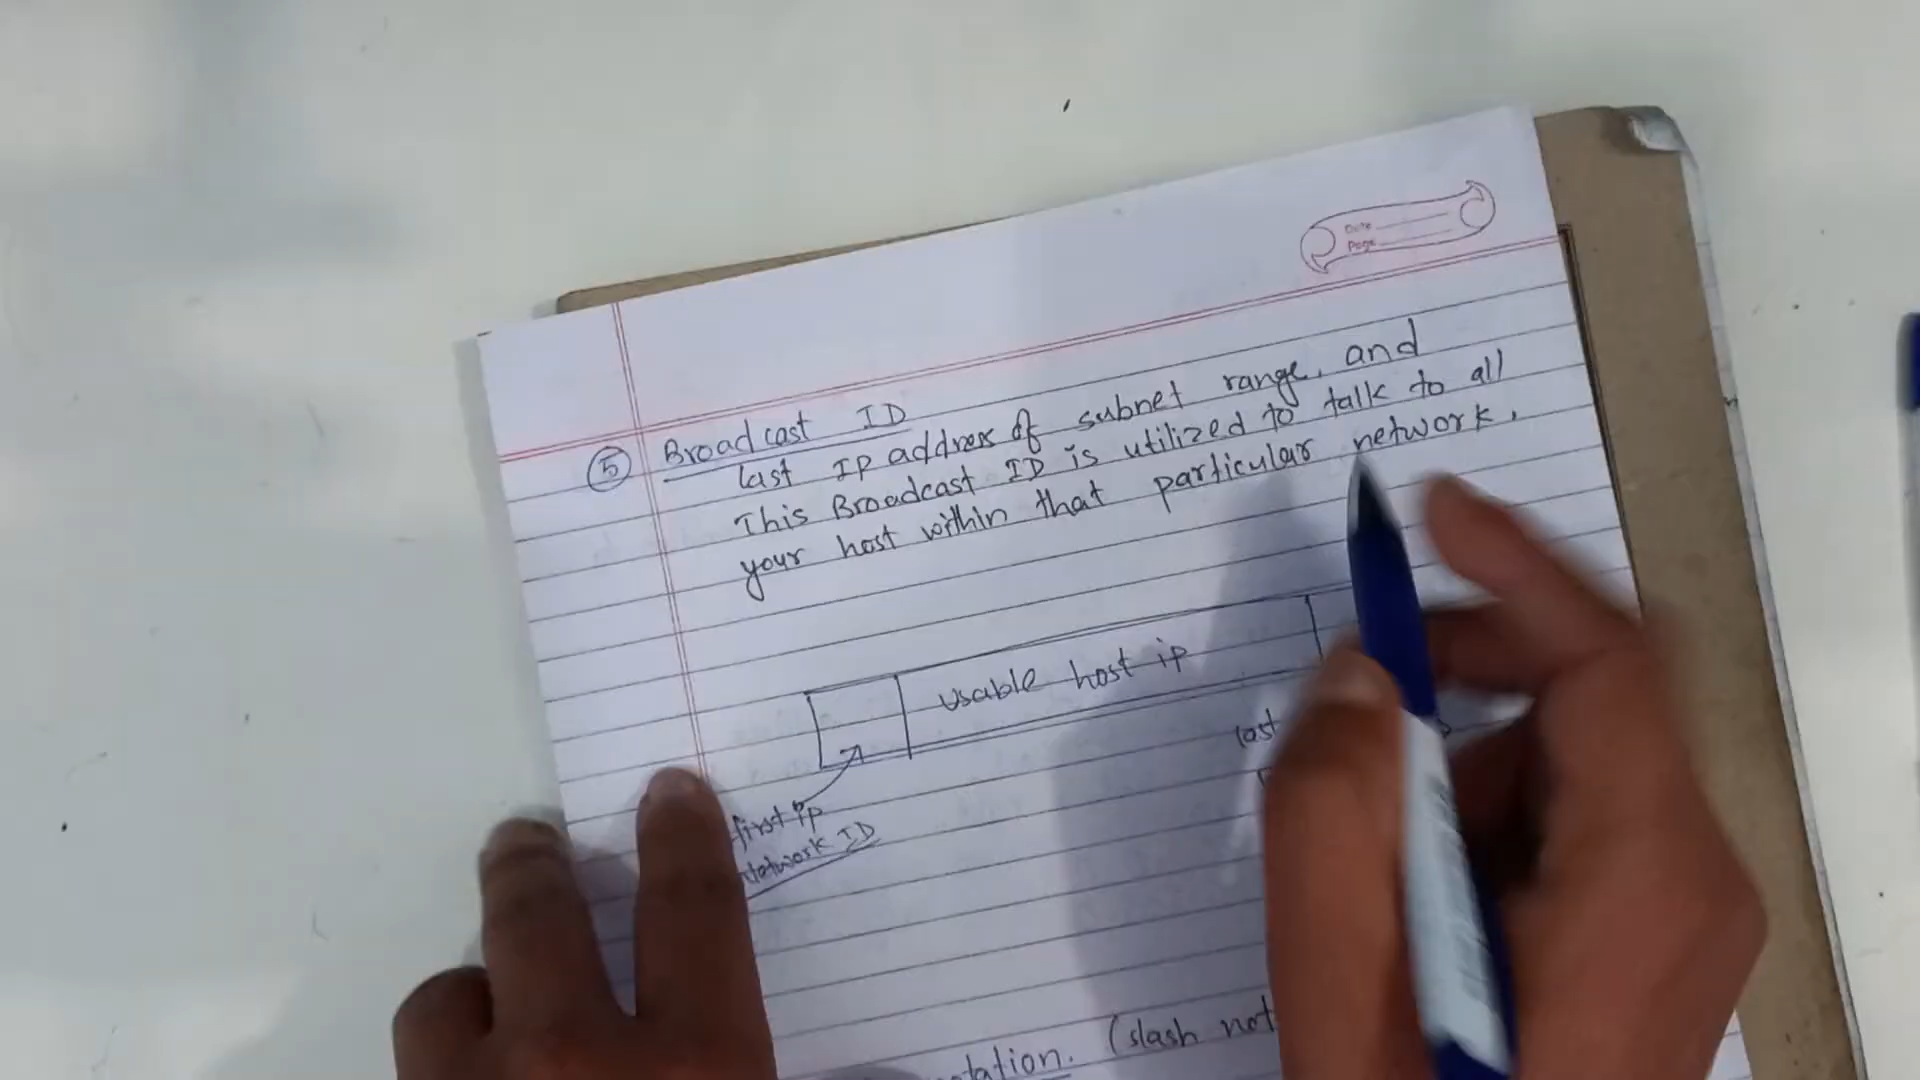 Date
Page
⑤ Broadcast ID
last IP address of subnet range, and
This Broadcast ID is utilized to talk to all
your host within that particular network.
usable host ip
last
first ip
Network ID
(slash not